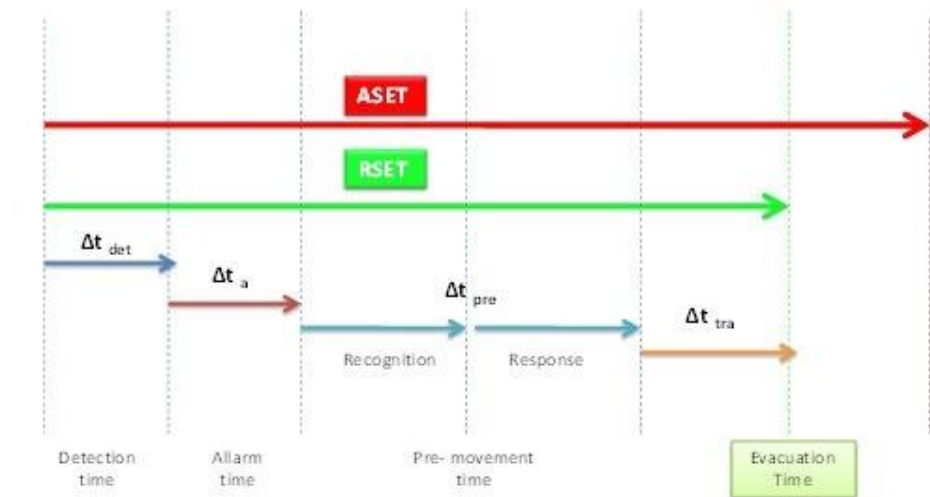 ASET
RSET
Δt det
Δt a
Δt pre
Δt tra
Recognition
Response
Detection
time
Allarm
time
Pre- movement
time
Evacuation
Time